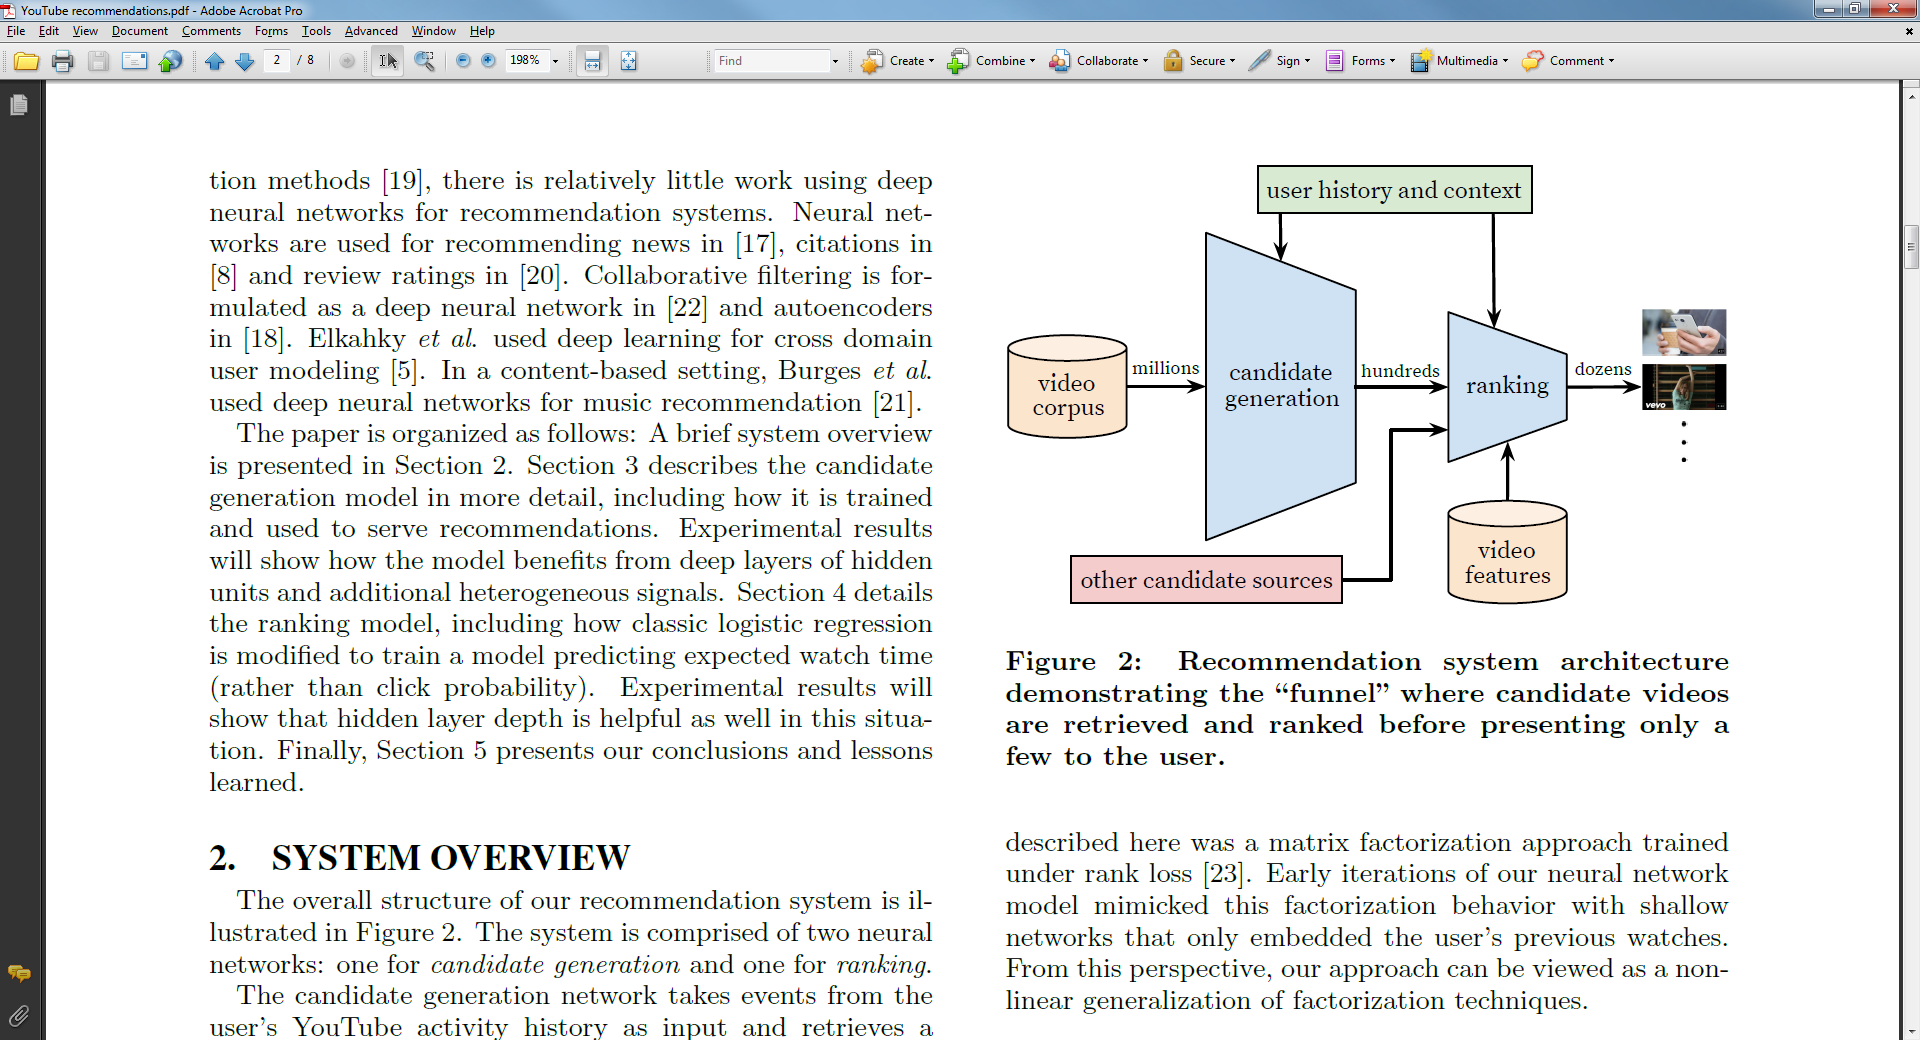 YouTube recommendations.pdf - Adobe Acrobat Pro
File Edit View Document Comments Forms Tools Advanced Window Help
2 / 8 198% Find Create Combine Collaborate Secure Sign Forms Multimedia Comment
tion methods [19], there is relatively little work using deep
neural networks for recommendation systems. Neural net-
works are used for recommending news in [17], citations in
[8] and review ratings in [20]. Collaborative filtering is for-
mulated as a deep neural network in [22] and autoencoders
in [18]. Elkahky et al. used deep learning for cross domain
user modeling [5]. In a content-based setting, Burges et al.
used deep neural networks for music recommendation [21].
The paper is organized as follows: A brief system overview
is presented in Section 2. Section 3 describes the candidate
generation model in more detail, including how it is trained
and used to serve recommendations. Experimental results
will show how the model benefits from deep layers of hidden
units and additional heterogeneous signals. Section 4 details
the ranking model, including how classic logistic regression
is modified to train a model predicting expected watch time
(rather than click probability). Experimental results will
show that hidden layer depth is helpful as well in this situa-
tion. Finally, Section 5 presents our conclusions and lessons
learned.
2. SYSTEM OVERVIEW
The overall structure of our recommendation system is il-
lustrated in Figure 2. The system is comprised of two neural
networks: one for candidate generation and one for ranking.
The candidate generation network takes events from the
user's YouTube activity history as input and retrieves a
user history and context
video
corpus
millions
candidate
generation
hundreds
ranking
dozens
vevo
other candidate sources
video
features
Figure 2: Recommendation system architecture
demonstrating the “funnel” where candidate videos
are retrieved and ranked before presenting only a
few to the user.
described here was a matrix factorization approach trained
under rank loss [23]. Early iterations of our neural network
model mimicked this factorization behavior with shallow
networks that only embedded the user's previous watches.
From this perspective, our approach can be viewed as a non-
linear generalization of factorization techniques.